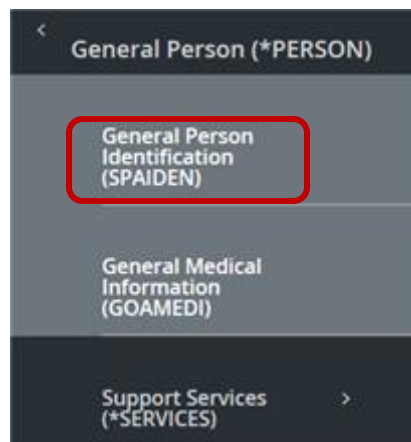 General Person (*PERSON)
General Person
Identification
(SPAIDEN)
General Medical
Information
(GOAMEDI)
Support Services
(*SERVICES)